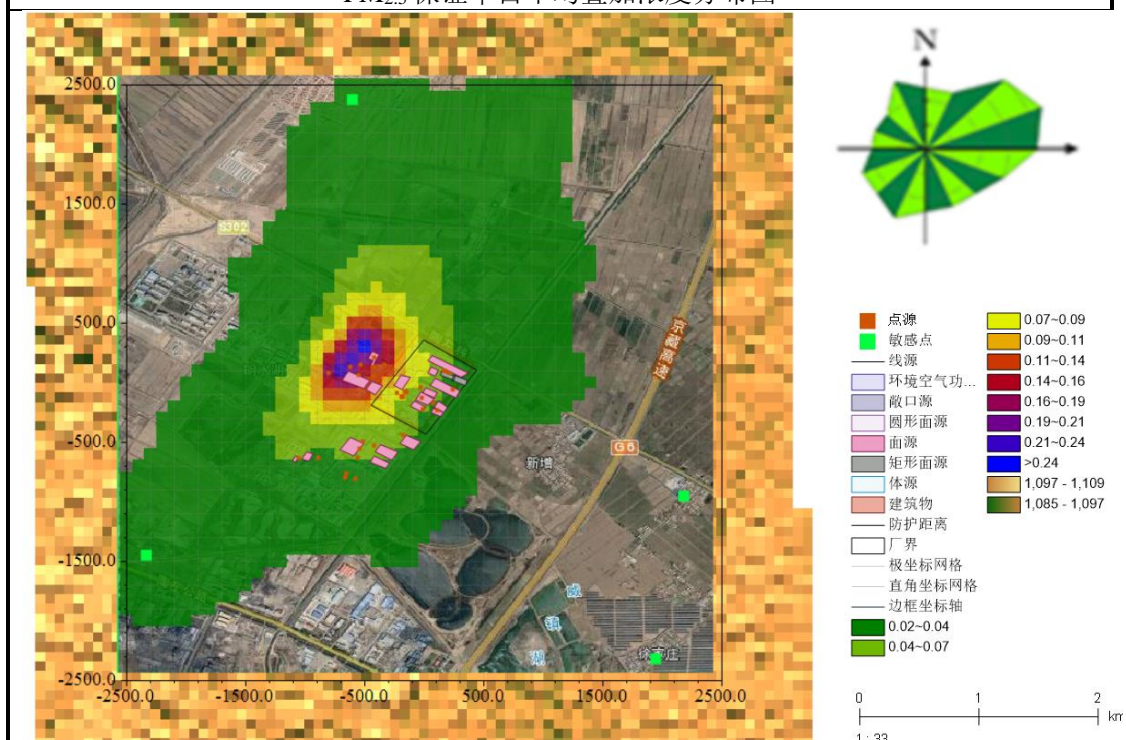 PM2.5 保证率日平均叠加浓度分布图
N
2500.0
1500.0
500.0
-500.0
-1500.0
-2500.0
-2500.0
-1500.0
-500.0
500.0
1500.0
2500.0
S302
京藏高速
G6
新增
威
镇
湖
点源
敏感点
线源
环境空气功...
敞口源
圆形面源
面源
矩形面源
体源
建筑物
防护距离
厂界
极坐标网格
直角坐标网格
边框坐标轴
0.02~0.04
0.04~0.07
0.07~0.09
0.09~0.11
0.11~0.14
0.14~0.16
0.16~0.19
0.19~0.21
0.21~0.24
>0.24
1,097 - 1,109
1,085 - 1,097
0
1
2
km
1 : 33